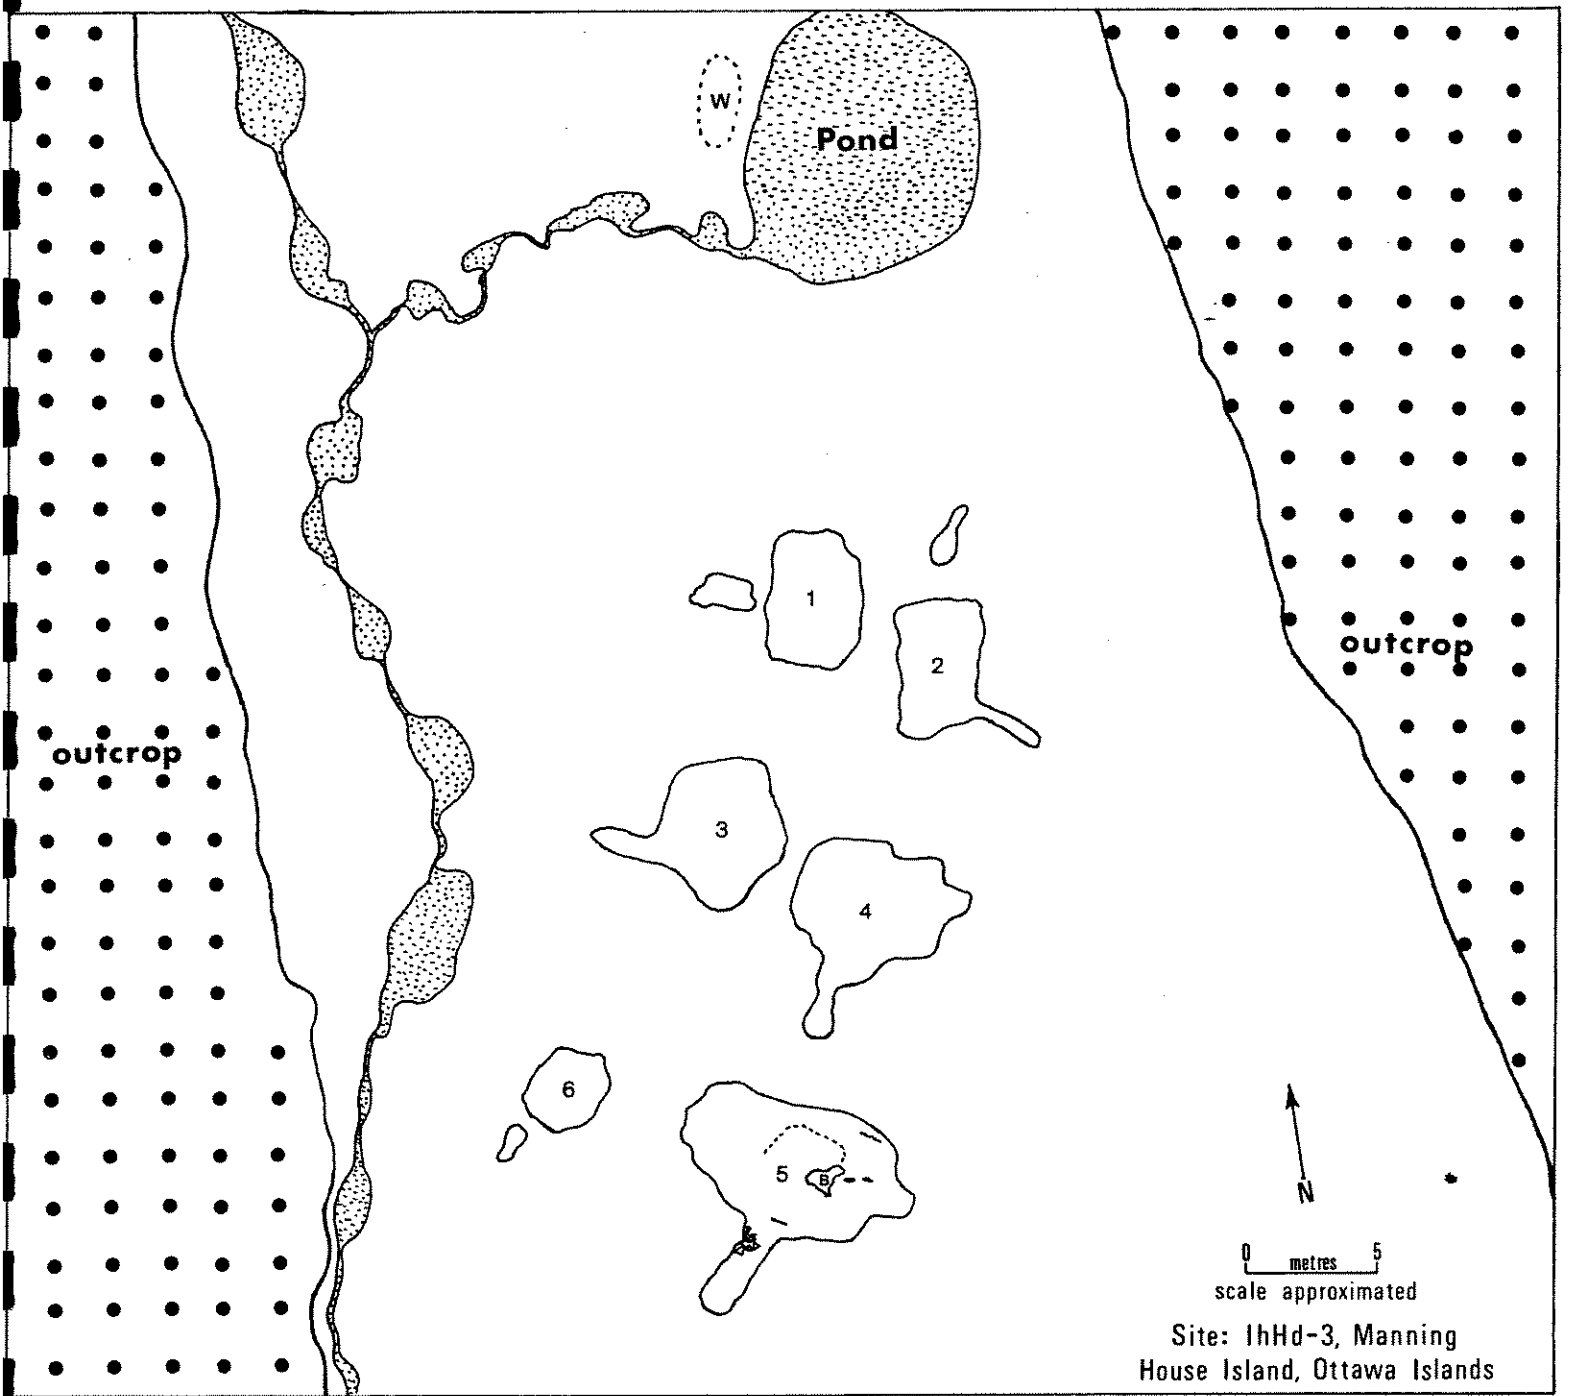 W
Pond
1
outcrop
2
outcrop
3
4
6
5
B
N
0 metres 5
scale approximated
Site: IhHd-3, Manning
House Island, Ottawa Islands